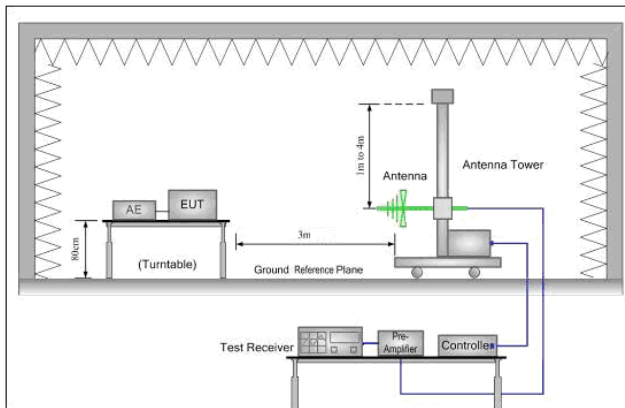 1m to 4m
Antenna
Antenna Tower
AE
EUT
80cm
(Turntable)
3m
Ground Reference Plane
Test Receiver
Pre-
Amplifier
Controller